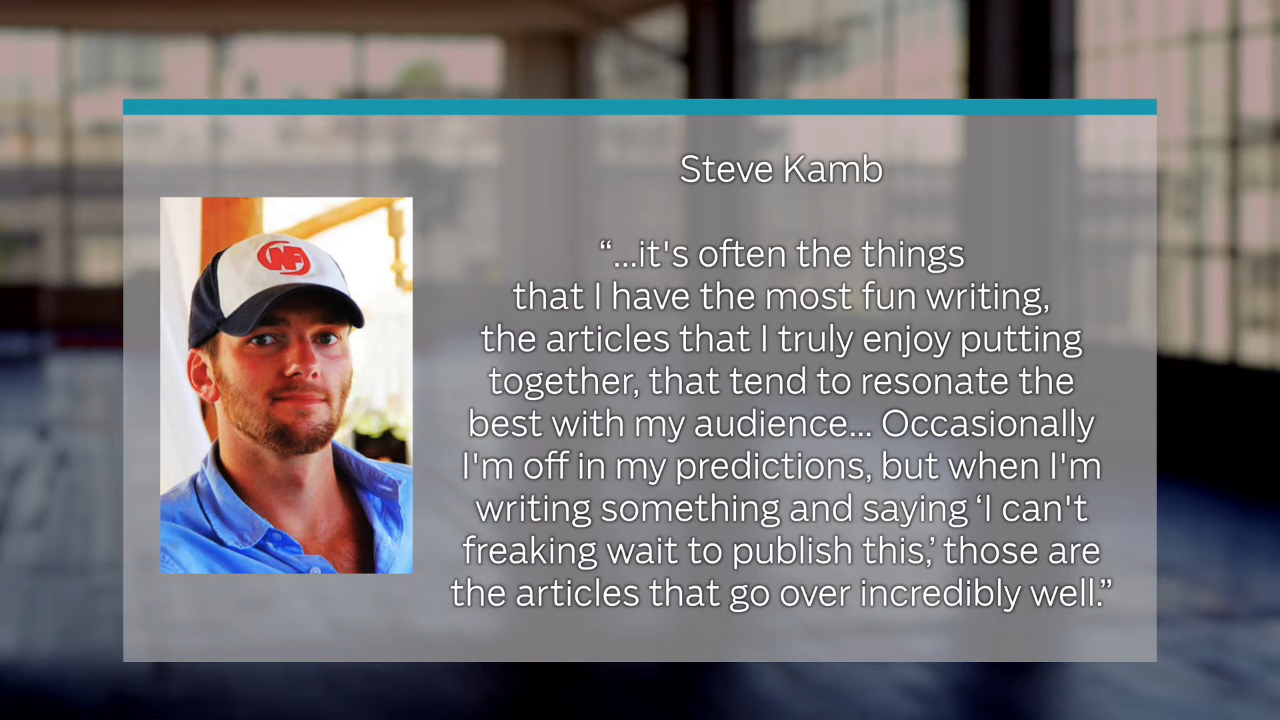 Steve Kamb
“...it's often the things
that I have the most fun writing,
the articles that I truly enjoy putting
together, that tend to resonate the
best with my audience... Occasionally
I'm off in my predictions, but when I'm
writing something and saying ‘I can't
freaking wait to publish this,’ those are
the articles that go over incredibly well.”
NF